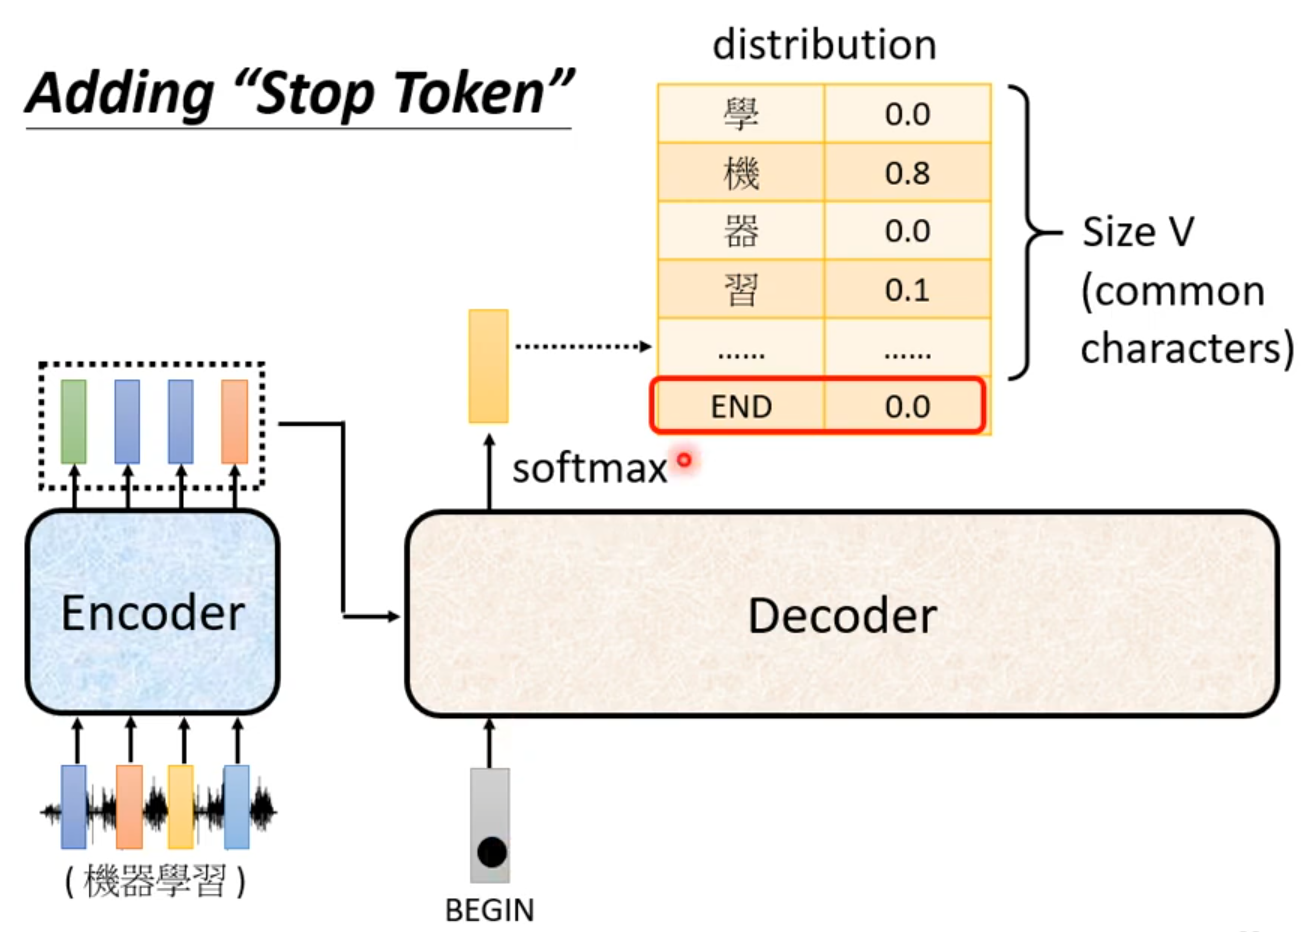 Adding “Stop Token”
distribution
學 0.0
機 0.8
器 0.0
習 0.1
...... ......
END 0.0
Size V
(common
characters)
softmax
Encoder
Decoder
( 機器學習 )
BEGIN